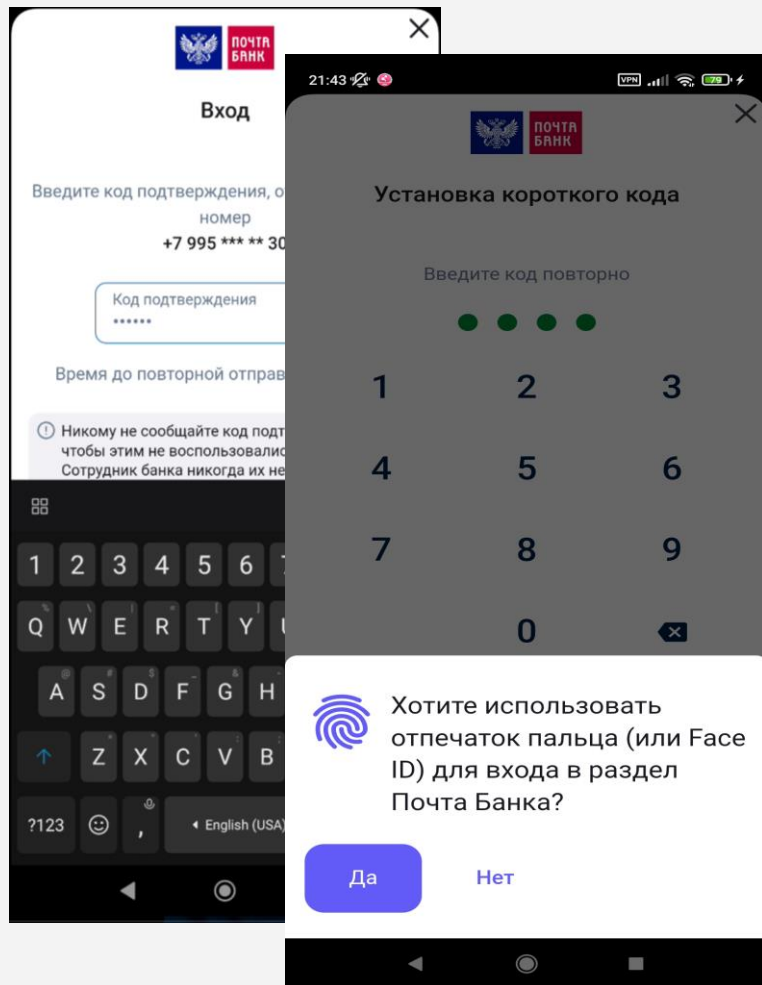 ПОЧТА
БАНК
Вход
Введите код подтверждения,
номер
+7 995 *** ** 30
Код подтверждения
••••••
Время до повторной
Никому не сообщайте код
чтобы этим не
Сотрудник банка никогда их не
1 2 3 4 5 6
Q W E R T Y
A S D F G H
Z X C V B
?123 , English (USA)
21:43 VPN 79
ПОЧТА
БАНК
Установка короткого кода
Введите код повторно
1 2 3
4 5 6
7 8 9
0
Хотите использовать
отпечаток пальца (или Face
ID) для входа в раздел
Почта Банка?
Да Нет